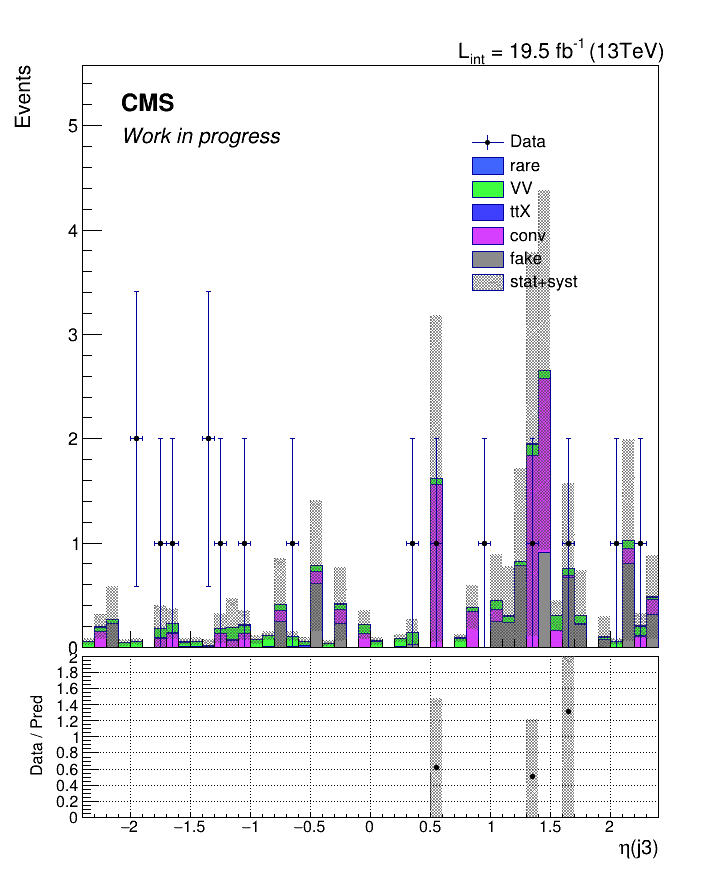 L_int = 19.5 fb^-1 (13TeV)
Events
CMS
Work in progress
Data
rare
VV
ttX
conv
fake
stat+syst
5
4
3
2
1
0
Data / Pred
2
1.8
1.6
1.4
1.2
1
0.8
0.6
0.4
0.2
0
−2 −1.5 −1 −0.5 0 0.5 1 1.5 2
η(j3)